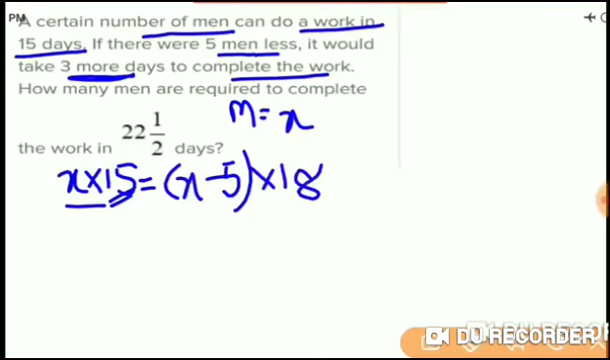 PM
A certain number of men can do a work in
15 days. If there were 5 men less, it would
take 3 more days to complete the work.
How many men are required to complete
the work in 22 1/2 days?
m = x
x×15 = (x-5)×18
DU RECORDER